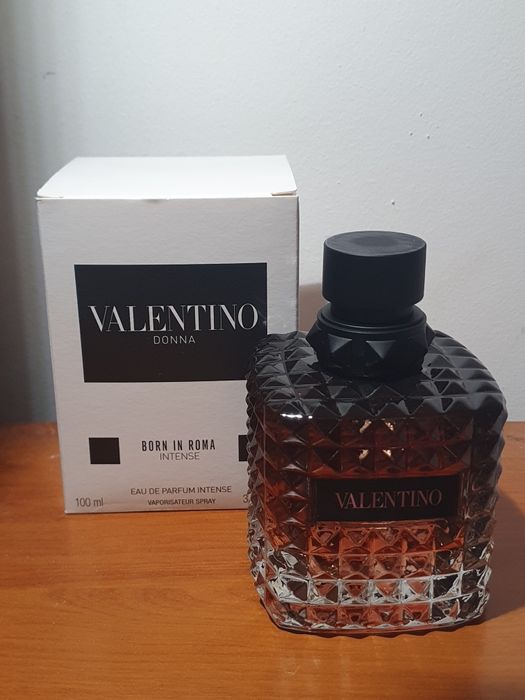 VALENTINO
DONNA
BORN IN ROMA
INTENSE
EAU DE PARFUM INTENSE
100 ml
VAPORISATEUR SPRAY
VALENTINO